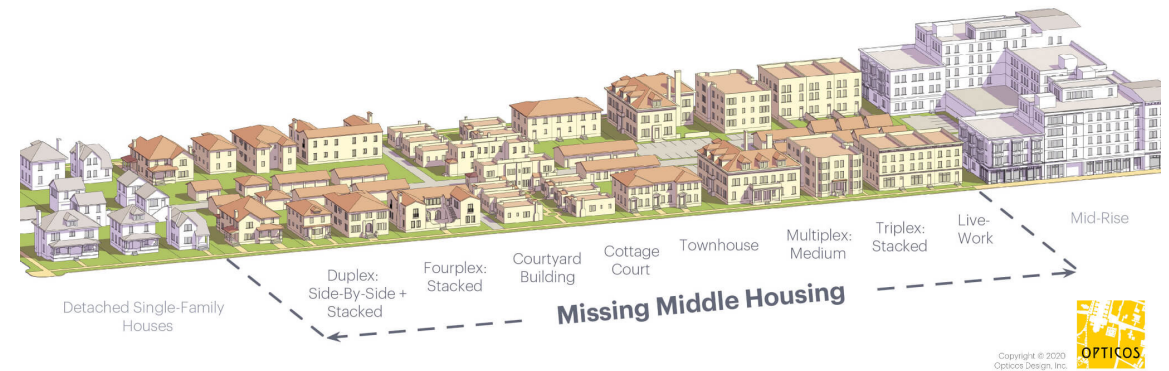 Detached Single-Family
Houses
Duplex:
Side-By-Side +
Stacked
Fourplex:
Stacked
Courtyard
Building
Cottage
Court
Townhouse
Multiplex:
Medium
Triplex:
Stacked
Live-
Work
Mid-Rise
Missing Middle Housing
Copyright © 2020
Opticos Design, Inc.
OPTICOS